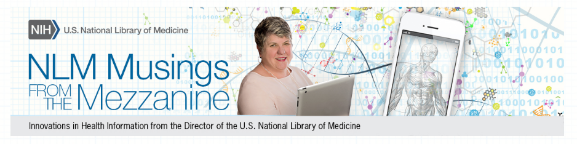 NIH U.S. National Library of Medicine
NLM Musings
FROM THE Mezzanine
Innovations in Health Information from the Director of the U.S. National Library of Medicine